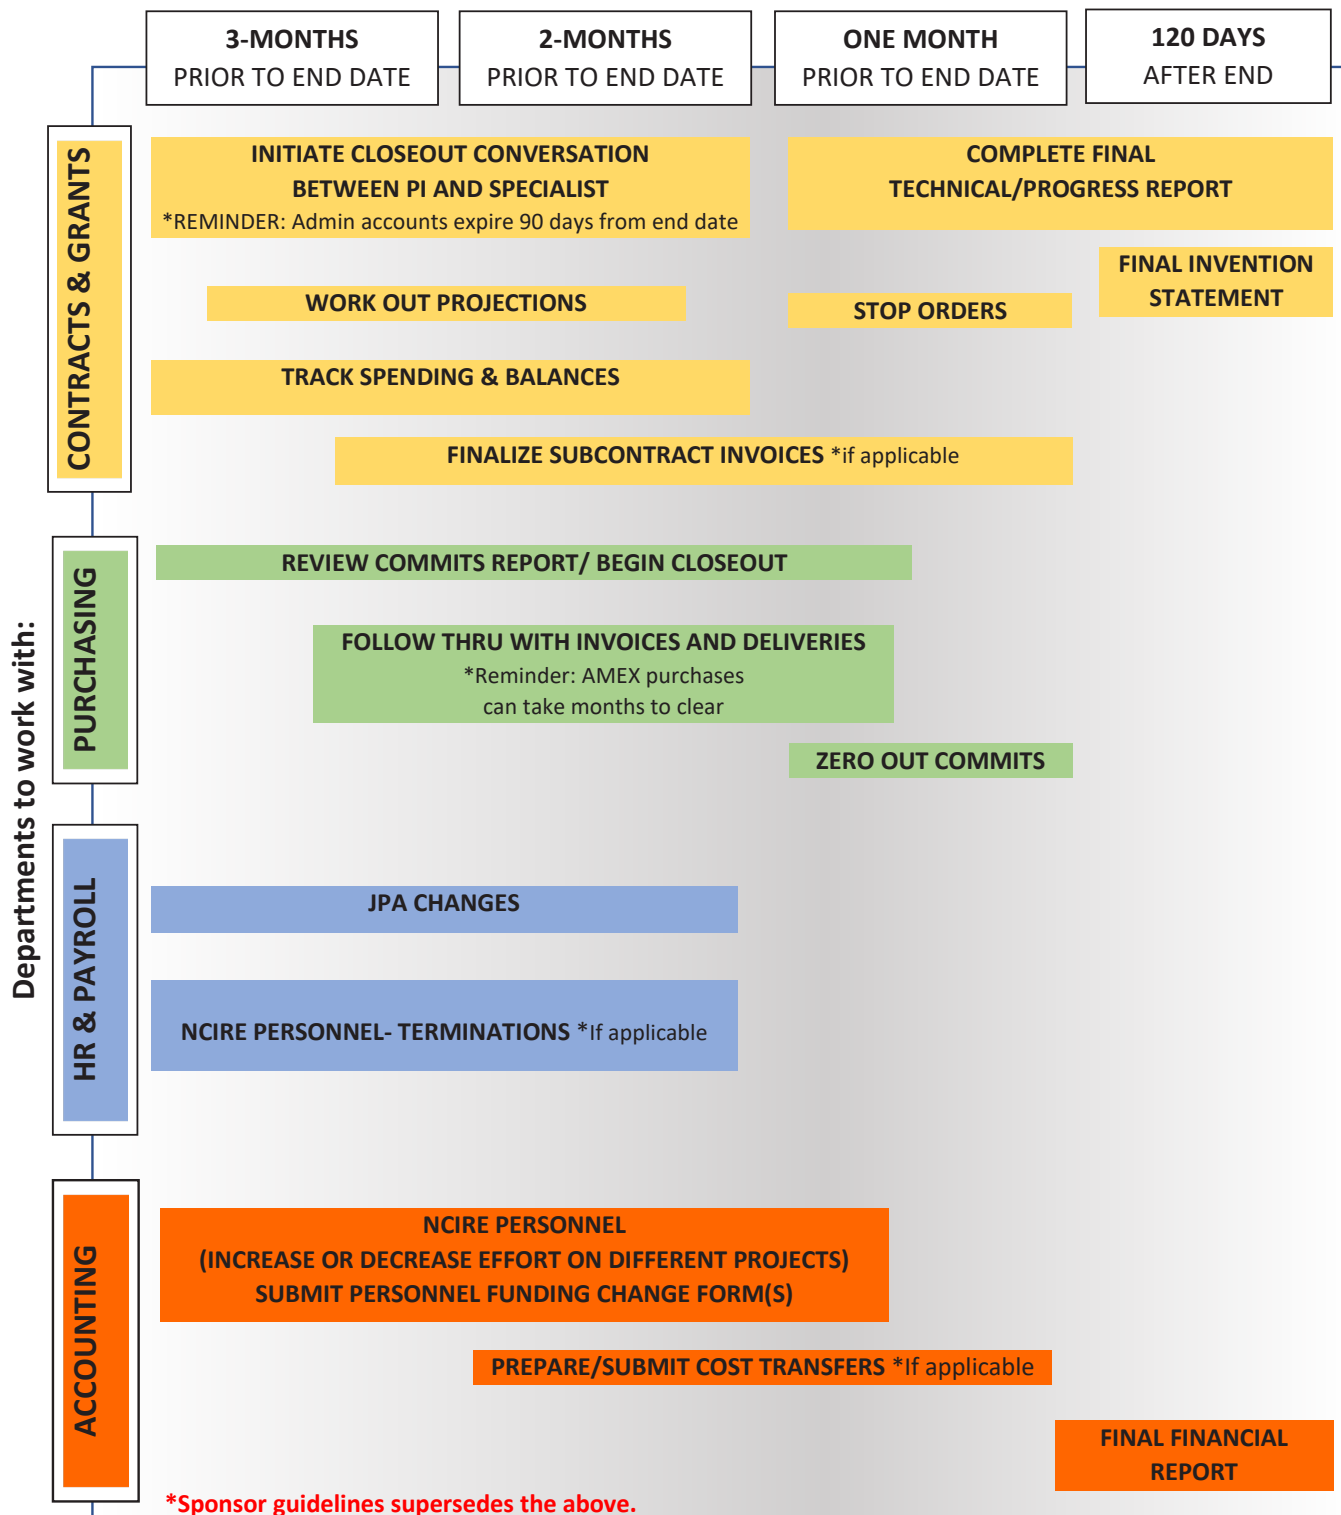 3-MONTHS
PRIOR TO END DATE
2-MONTHS
PRIOR TO END DATE
ONE MONTH
PRIOR TO END DATE
120 DAYS
AFTER END
Departments to work with:
CONTRACTS & GRANTS
INITIATE CLOSEOUT CONVERSATION
BETWEEN PI AND SPECIALIST
*REMINDER: Admin accounts expire 90 days from end date
COMPLETE FINAL
TECHNICAL/PROGRESS REPORT
FINAL INVENTION
STATEMENT
WORK OUT PROJECTIONS
STOP ORDERS
TRACK SPENDING & BALANCES
FINALIZE SUBCONTRACT INVOICES *if applicable
PURCHASING
REVIEW COMMITS REPORT/ BEGIN CLOSEOUT
FOLLOW THRU WITH INVOICES AND DELIVERIES
*Reminder: AMEX purchases
can take months to clear
ZERO OUT COMMITS
HR & PAYROLL
JPA CHANGES
NCIRE PERSONNEL- TERMINATIONS *If applicable
ACCOUNTING
NCIRE PERSONNEL
(INCREASE OR DECREASE EFFORT ON DIFFERENT PROJECTS)
SUBMIT PERSONNEL FUNDING CHANGE FORM(S)
PREPARE/SUBMIT COST TRANSFERS *If applicable
FINAL FINANCIAL
REPORT
*Sponsor guidelines supersedes the above.